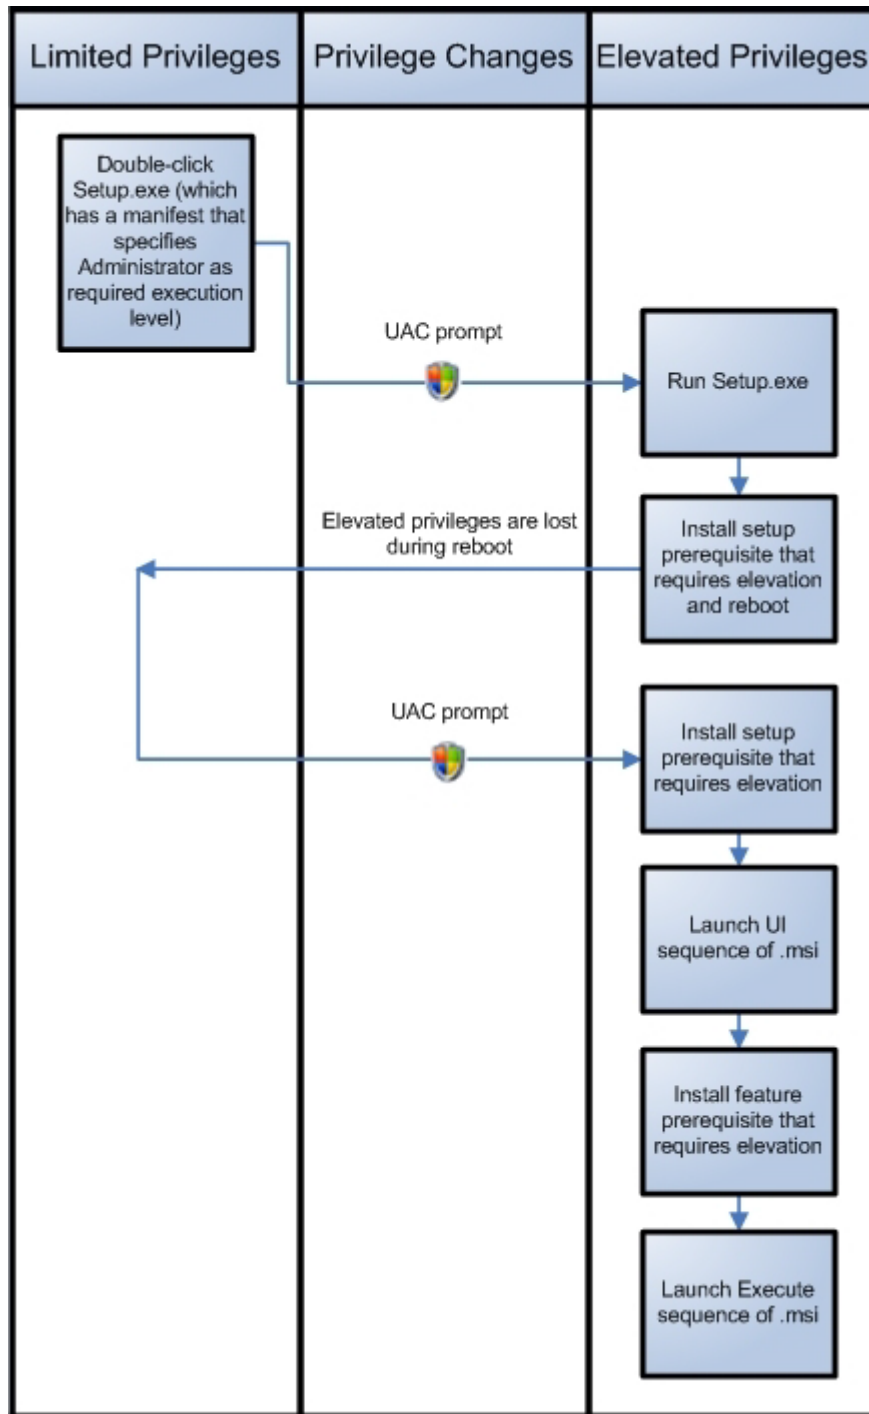 Limited Privileges
Privilege Changes
Elevated Privileges
Double-click
Setup.exe (which
has a manifest that
specifies
Administrator as
required execution
level)
UAC prompt
Run Setup.exe
Elevated privileges are lost
during reboot
Install setup
prerequisite that
requires elevation
and reboot
UAC prompt
Install setup
prerequisite that
requires elevation
Launch UI
sequence of .msi
Install feature
prerequisite that
requires elevation
Launch Execute
sequence of .msi